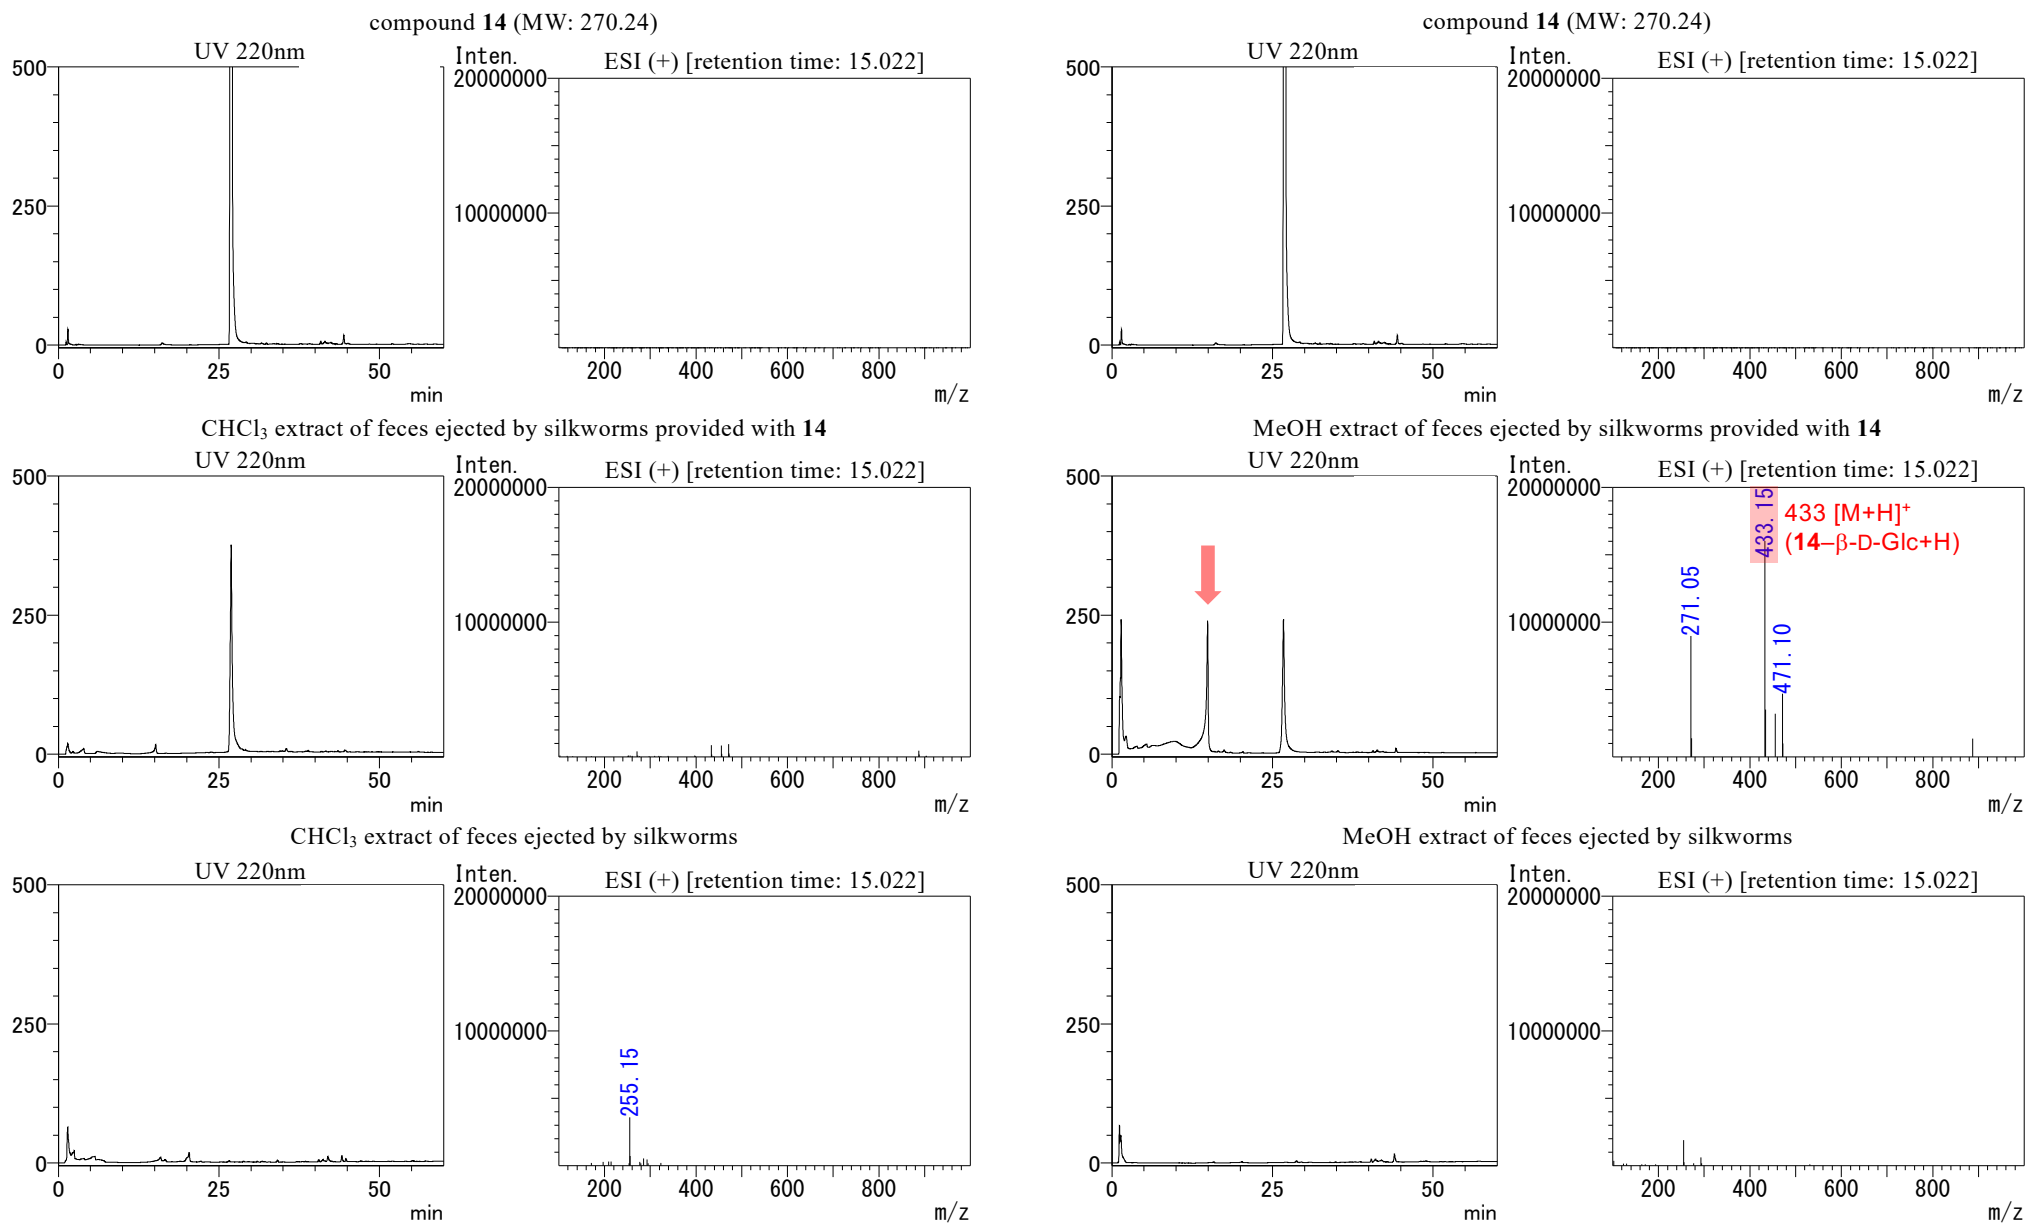 compound 14 (MW: 270.24)
UV 220nm
500
250
0
0 25 50
min
Inten.
ESI (+) [retention time: 15.022]
20000000
10000000
200 400 600 800
m/z
compound 14 (MW: 270.24)
UV 220nm
500
250
0
0 25 50
min
Inten.
ESI (+) [retention time: 15.022]
20000000
10000000
200 400 600 800
m/z
CHCl₃ extract of feces ejected by silkworms provided with 14
UV 220nm
500
250
0
0 25 50
min
Inten.
ESI (+) [retention time: 15.022]
20000000
10000000
200 400 600 800
m/z
MeOH extract of feces ejected by silkworms provided with 14
UV 220nm
500
250
0
0 25 50
min
Inten.
ESI (+) [retention time: 15.022]
20000000
10000000
271.05
433.15
471.10
433 [M+H]⁺
(14–β-D-Glc+H)
200 400 600 800
m/z
CHCl₃ extract of feces ejected by silkworms
UV 220nm
500
250
0
0 25 50
min
Inten.
ESI (+) [retention time: 15.022]
20000000
10000000
255.15
200 400 600 800
m/z
MeOH extract of feces ejected by silkworms
UV 220nm
500
250
0
0 25 50
min
Inten.
ESI (+) [retention time: 15.022]
20000000
10000000
200 400 600 800
m/z